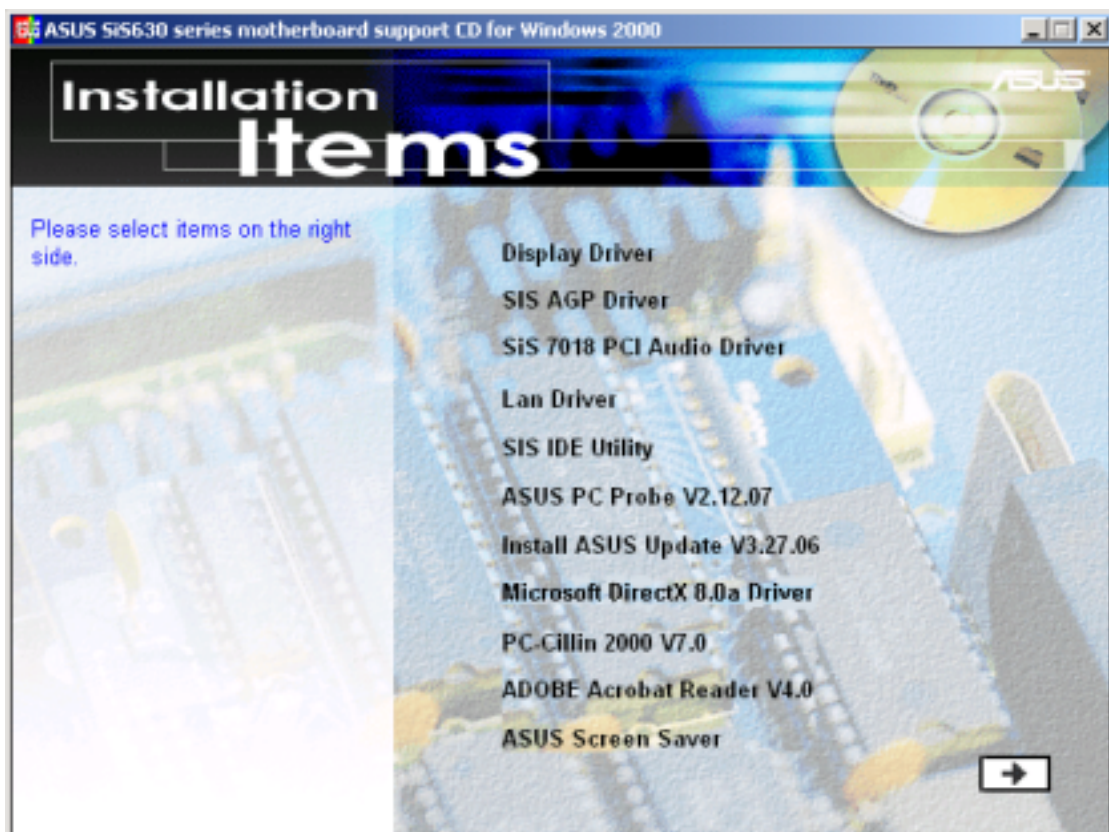 ASUS SiS630 series motherboard support CD for Windows 2000
Installation
Items
ASUS
Please select items on the right
side.
Display Driver
SIS AGP Driver
SiS 7018 PCI Audio Driver
Lan Driver
SIS IDE Utility
ASUS PC Probe V2.12.07
Install ASUS Update V3.27.06
Microsoft DirectX 8.0a Driver
PC-Cillin 2000 V7.0
ADOBE Acrobat Reader V4.0
ASUS Screen Saver